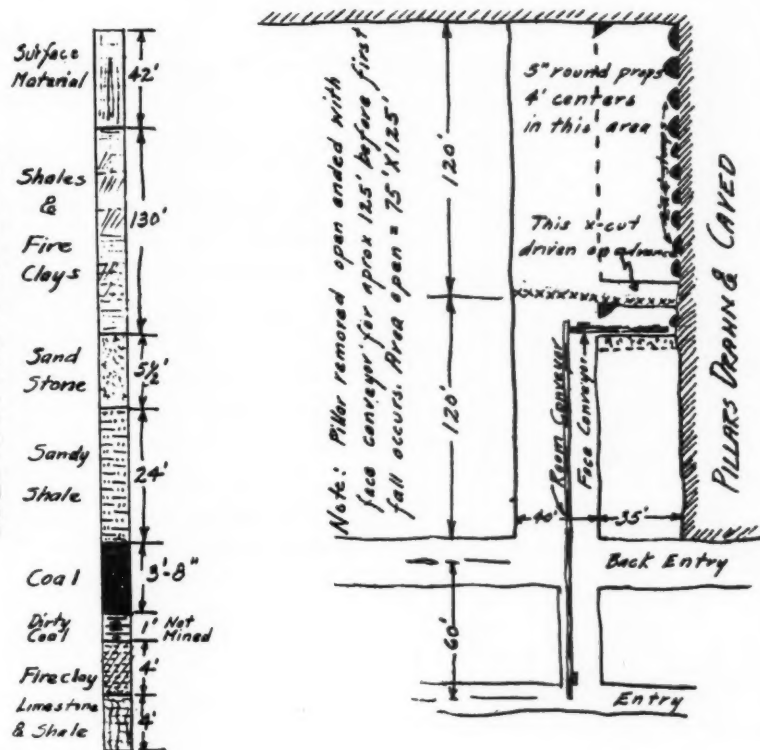 Surface
Material
42'
Shales
&
Fire
Clays
130'
Sand
Stone
5½'
Sandy
Shale
24'
Coal
3'-8"
Dirty
Coal
1'
Not
Mined
Fireclay
4'
Limestone
& Shale
4'
Note: Pillar removed open ended with
face conveyor for aprox 125' before first
fall occurs. Area open = 75' X 125'
120'
120'
60'
5" round props
4' centers
in this area
This x-cut
driven on advance
Room Conveyor
Face Conveyor
40'
35'
PILLARS DRAWN & CAVED
Back Entry
Entry